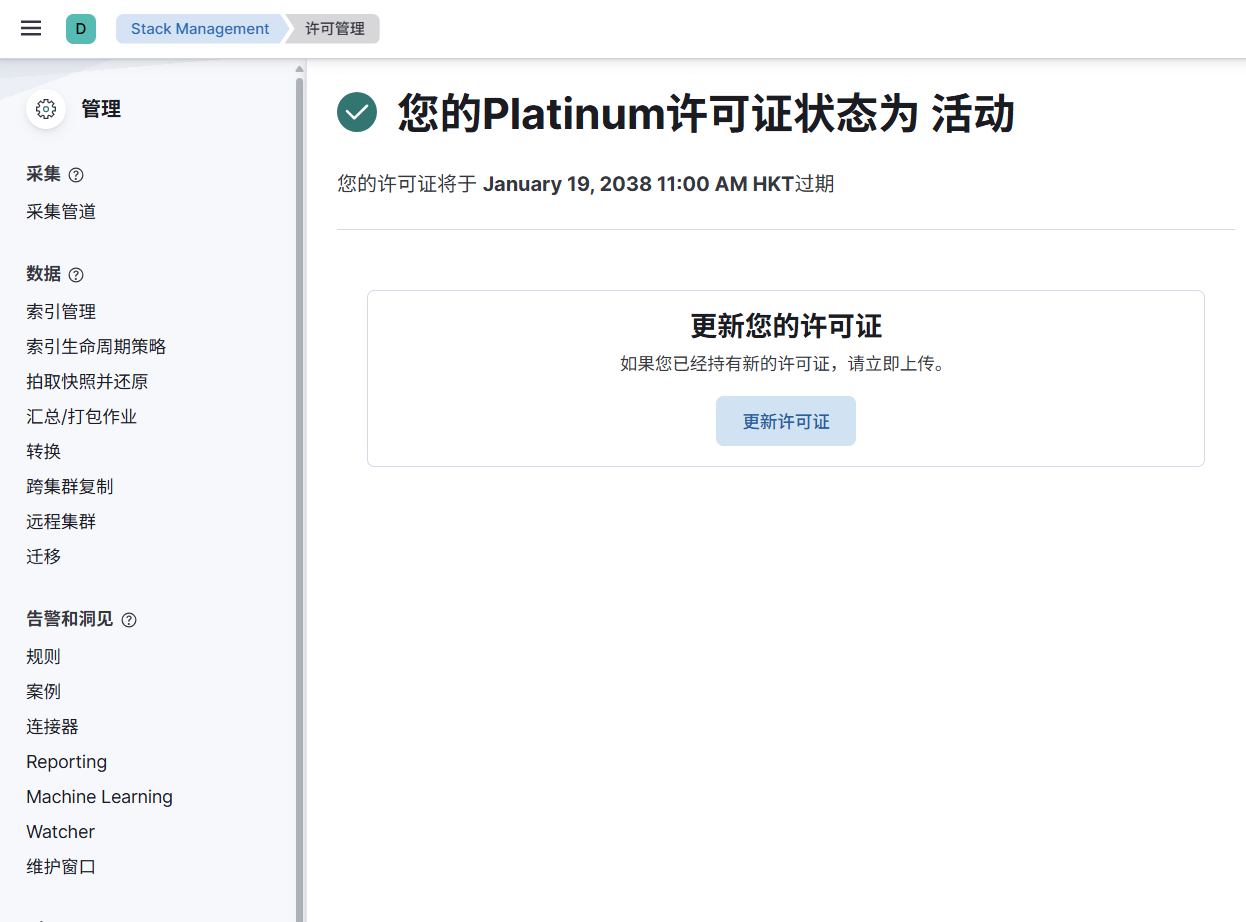 D
Stack Management
许可管理
管理
采集
采集管道
数据
索引管理
索引生命周期策略
拍取快照并还原
汇总/打包作业
转换
跨集群复制
远程集群
迁移
告警和洞见
规则
案例
连接器
Reporting
Machine Learning
Watcher
维护窗口
您的Platinum许可证状态为 活动
您的许可证将于 January 19, 2038 11:00 AM HKT过期
更新您的许可证
如果您已经持有新的许可证，请立即上传。
更新许可证